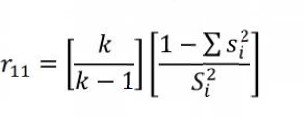 r₁₁ = [k / (k − 1)] [(1 − ∑ sᵢ²) / Sᵢ²]